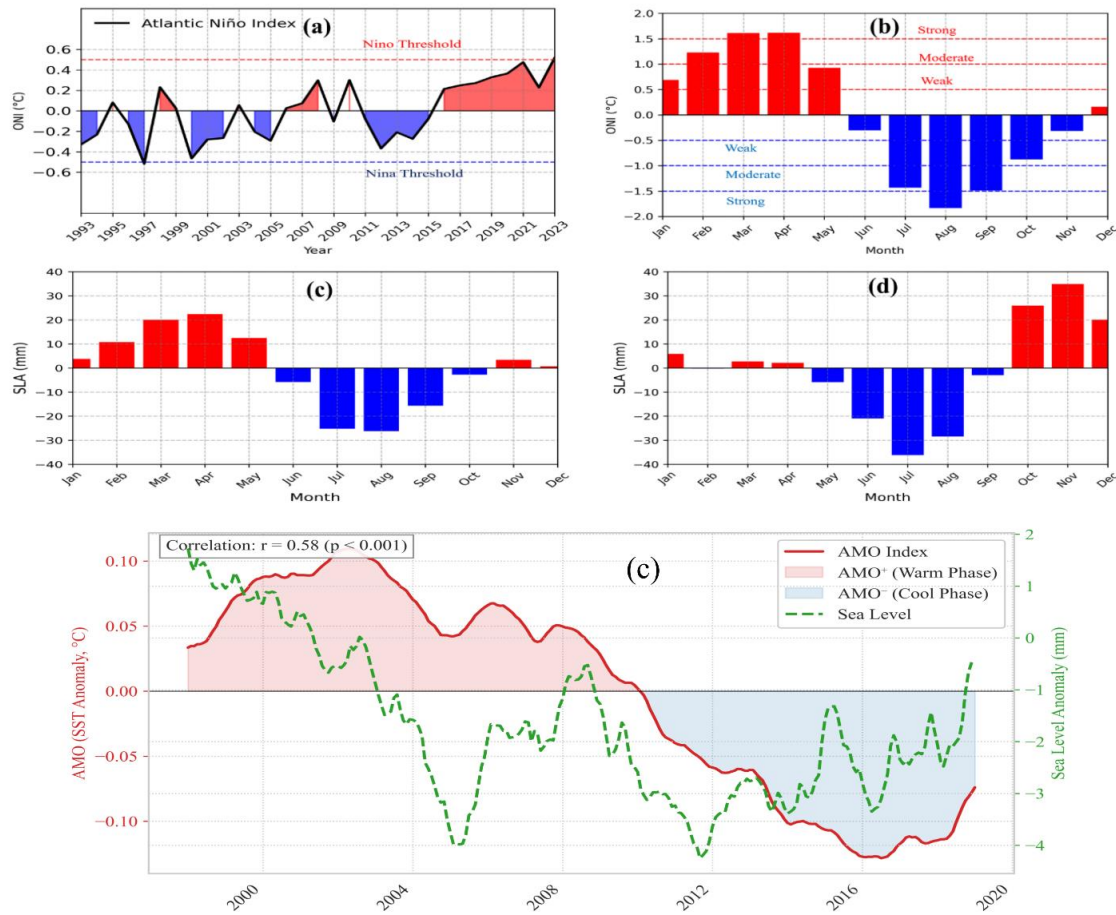 Atlantic Niño Index
(a)
Nino Threshold
Nina Threshold
ONI (°C)
0.6
0.4
0.2
0.0
−0.2
−0.4
−0.6
1993 1995 1997 1999 2001 2003 2005 2007 2009 2011 2013 2015 2017 2019 2021 2023
Year
(b)
Strong
Moderate
Weak
Weak
Moderate
Strong
ONI (°C)
2.0
1.5
1.0
0.5
0.0
−0.5
−1.0
−1.5
−2.0
Jan Feb Mar Apr May Jun Jul Aug Sep Oct Nov Dec
Month
(c)
SLA (mm)
40
30
20
10
0
−10
−20
−30
−40
Jan Feb Mar Apr May Jun Jul Aug Sep Oct Nov Dec
Month
(d)
SLA (mm)
40
30
20
10
0
−10
−20
−30
−40
Jan Feb Mar Apr May Jun Jul Aug Sep Oct Nov Dec
Month
Correlation: r = 0.58 (p < 0.001)
(c)
AMO Index
AMO⁺ (Warm Phase)
AMO⁻ (Cool Phase)
Sea Level
AMO (SST Anomaly, °C)
0.10
0.05
0.00
−0.05
−0.10
Sea Level Anomaly (mm)
2
1
0
−1
−2
−3
−4
2000 2004 2008 2012 2016 2020